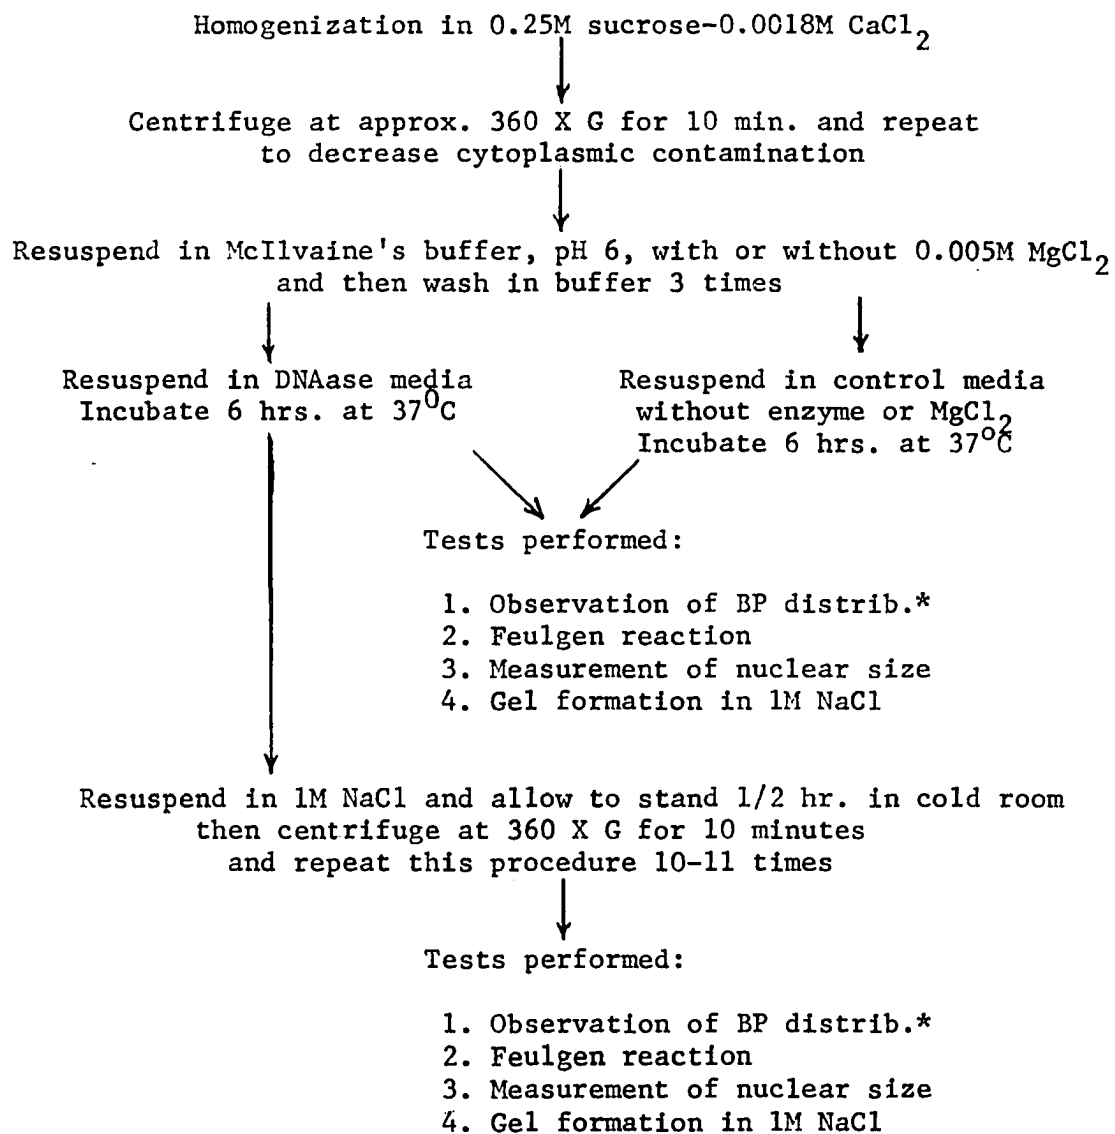 Homogenization in 0.25M sucrose-0.0018M CaCl2
Centrifuge at approx. 360 X G for 10 min. and repeat
to decrease cytoplasmic contamination
Resuspend in McIlvaine's buffer, pH 6, with or without 0.005M MgCl2
and then wash in buffer 3 times
Resuspend in DNAase media
Incubate 6 hrs. at 37°C
Resuspend in control media
without enzyme or MgCl2
Incubate 6 hrs. at 37°C
Tests performed:
1. Observation of BP distrib.*
2. Feulgen reaction
3. Measurement of nuclear size
4. Gel formation in 1M NaCl
Resuspend in 1M NaCl and allow to stand 1/2 hr. in cold room
then centrifuge at 360 X G for 10 minutes
and repeat this procedure 10-11 times
Tests performed:
1. Observation of BP distrib.*
2. Feulgen reaction
3. Measurement of nuclear size
4. Gel formation in 1M NaCl